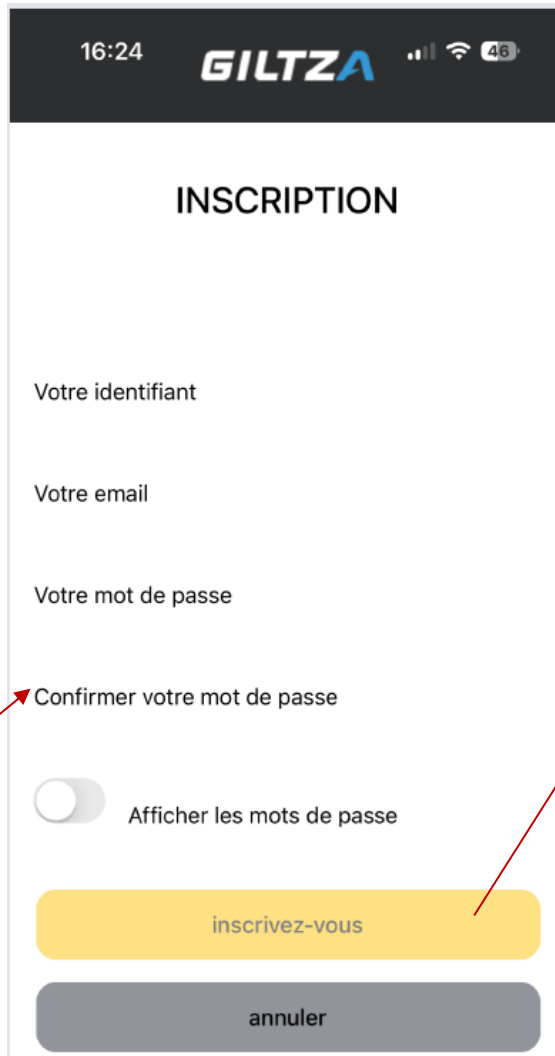 16:24
GILTZA
46
INSCRIPTION
Votre identifiant
Votre email
Votre mot de passe
Confirmer votre mot de passe
Afficher les mots de passe
inscrivez-vous
annuler